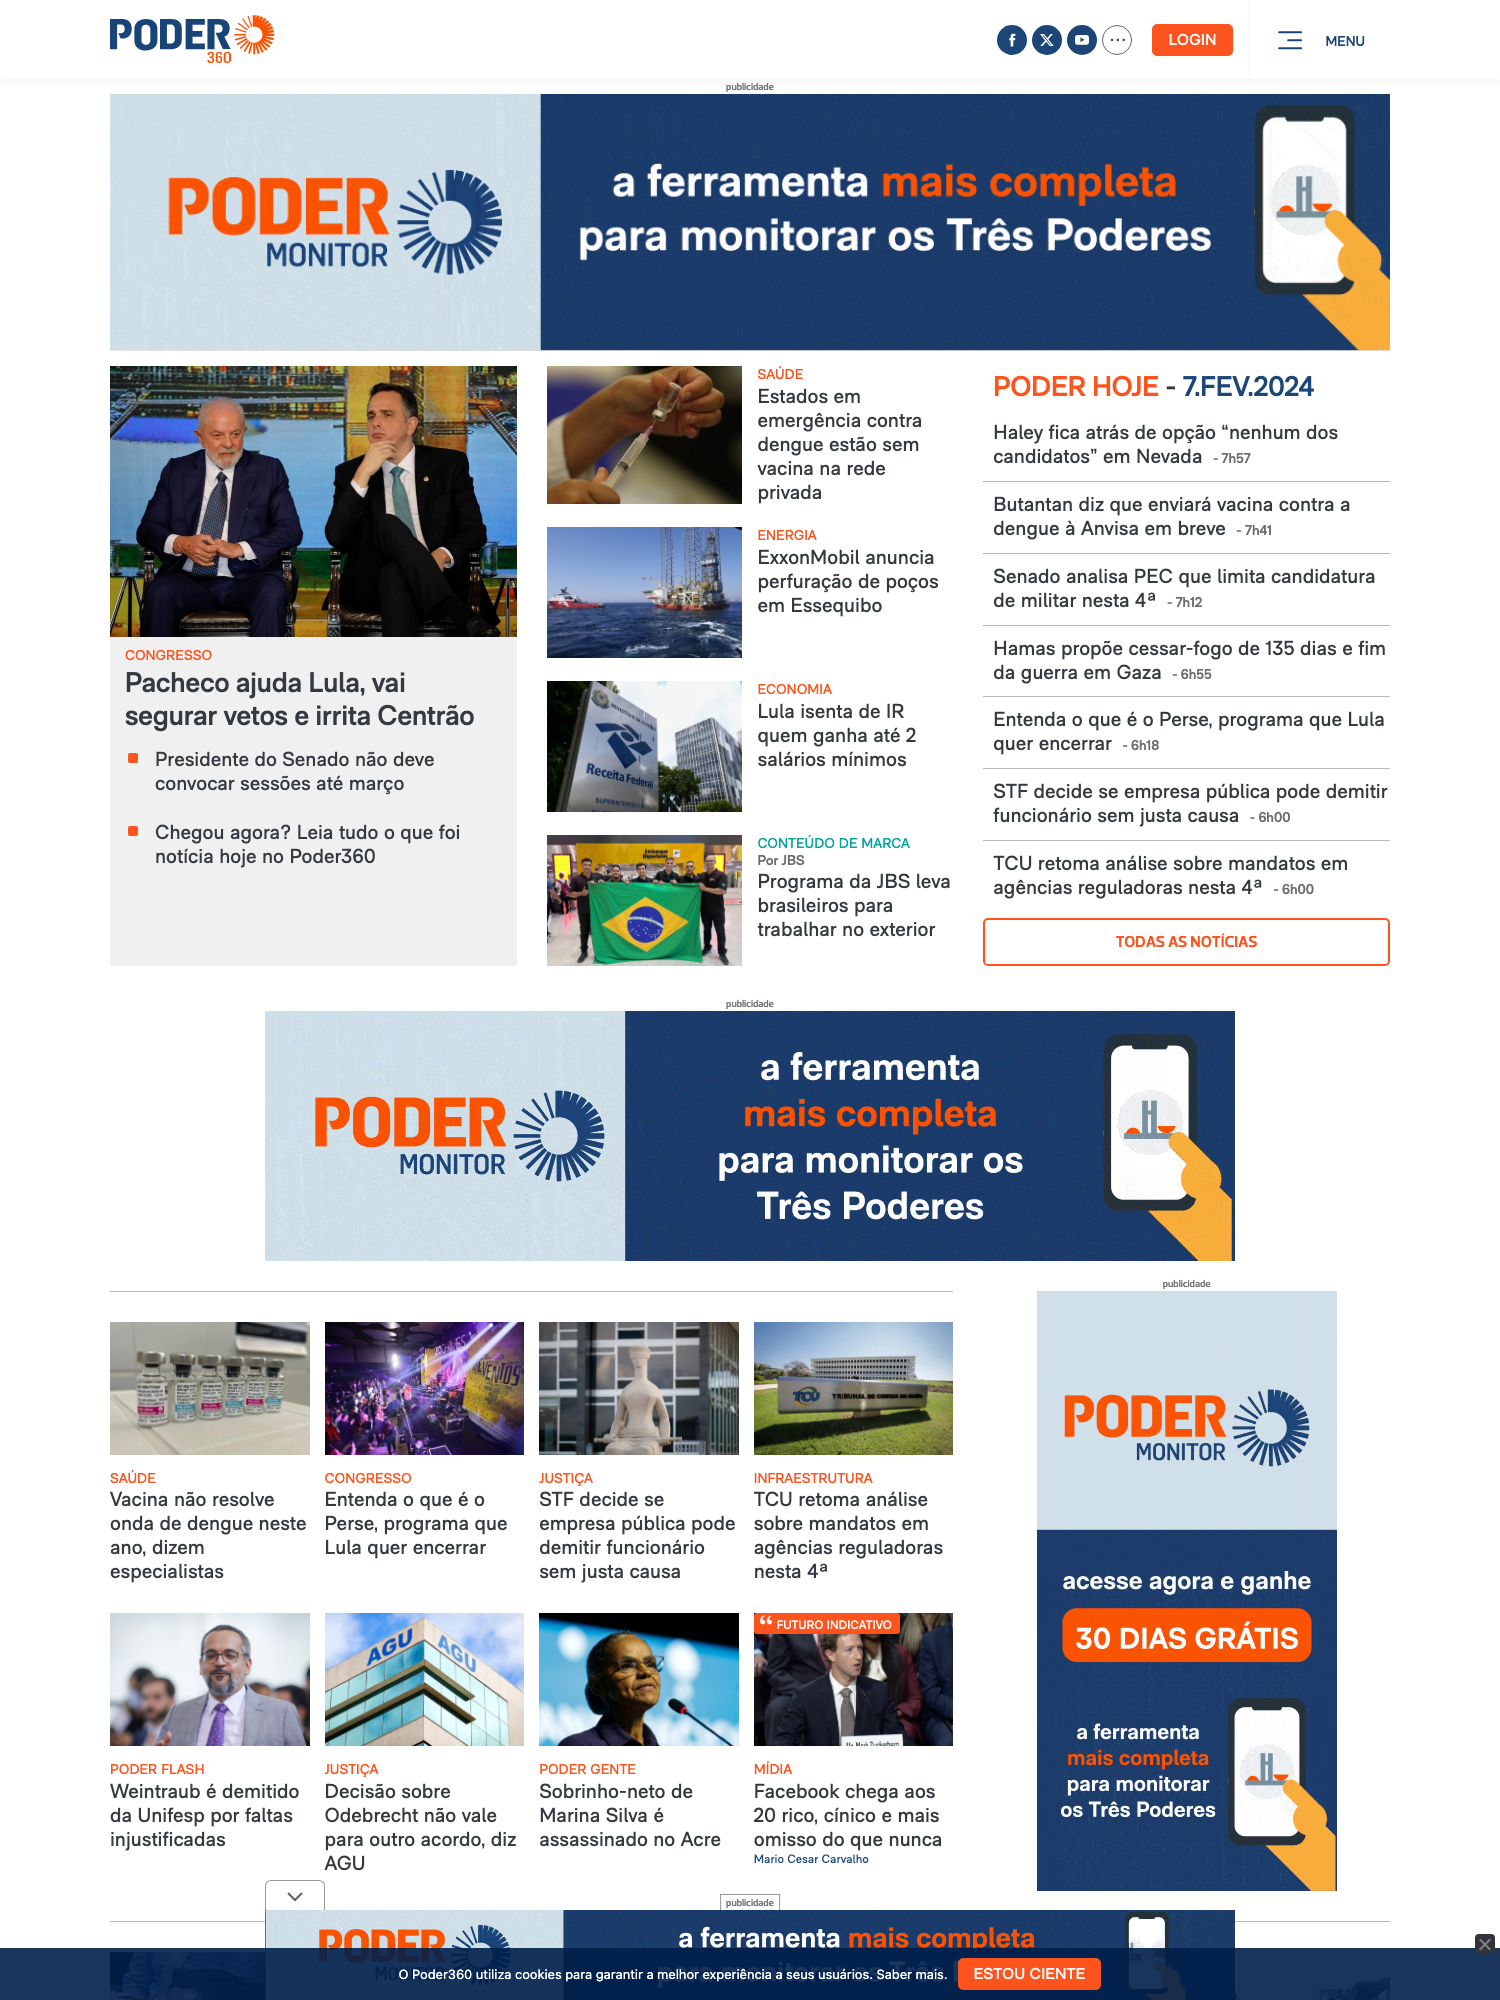 PODER
360
LOGIN
MENU
publicidade
PODER
MONITOR
a ferramenta mais completa
para monitorar os Três Poderes
CONGRESSO
Pacheco ajuda Lula, vai
segurar vetos e irrita Centrão
Presidente do Senado não deve
convocar sessões até março
Chegou agora? Leia tudo o que foi
notícia hoje no Poder360
SAÚDE
Estados em
emergência contra
dengue estão sem
vacina na rede
privada
ENERGIA
ExxonMobil anuncia
perfuração de poços
em Essequibo
Receita Federal
ECONOMIA
Lula isenta de IR
quem ganha até 2
salários mínimos
CONTEÚDO DE MARCA
Por JBS
Programa da JBS leva
brasileiros para
trabalhar no exterior
PODER HOJE - 7.FEV.2024
Haley fica atrás de opção “nenhum dos
candidatos” em Nevada - 7h57
Butantan diz que enviará vacina contra a
dengue à Anvisa em breve - 7h41
Senado analisa PEC que limita candidatura
de militar nesta 4ª - 7h12
Hamas propõe cessar-fogo de 135 dias e fim
da guerra em Gaza - 6h55
Entenda o que é o Perse, programa que Lula
quer encerrar - 6h18
STF decide se empresa pública pode demitir
funcionário sem justa causa - 6h00
TCU retoma análise sobre mandatos em
agências reguladoras nesta 4ª - 6h00
TODAS AS NOTÍCIAS
publicidade
PODER
MONITOR
a ferramenta
mais completa
para monitorar os
Três Poderes
EVENTOS
TCU TRIBUNAL DE CONTAS DA UNIÃO
SAÚDE
Vacina não resolve
onda de dengue neste
ano, dizem
especialistas
CONGRESSO
Entenda o que é o
Perse, programa que
Lula quer encerrar
JUSTIÇA
STF decide se
empresa pública pode
demitir funcionário
sem justa causa
INFRAESTRUTURA
TCU retoma análise
sobre mandatos em
agências reguladoras
nesta 4ª
AGU AGU
“ FUTURO INDICATIVO
PODER FLASH
Weintraub é demitido
da Unifesp por faltas
injustificadas
JUSTIÇA
Decisão sobre
Odebrecht não vale
para outro acordo, diz
AGU
PODER GENTE
Sobrinho-neto de
Marina Silva é
assassinado no Acre
MÍDIA
Facebook chega aos
20 rico, cínico e mais
omisso do que nunca
Mario Cesar Carvalho
publicidade
PODER
MONITOR
acesse agora e ganhe
30 DIAS GRÁTIS
a ferramenta
mais completa
para monitorar
os Três Poderes
publicidade
PODER
a ferramenta mais completa
O Poder360 utiliza cookies para garantir a melhor experiência a seus usuários. Saber mais.
ESTOU CIENTE